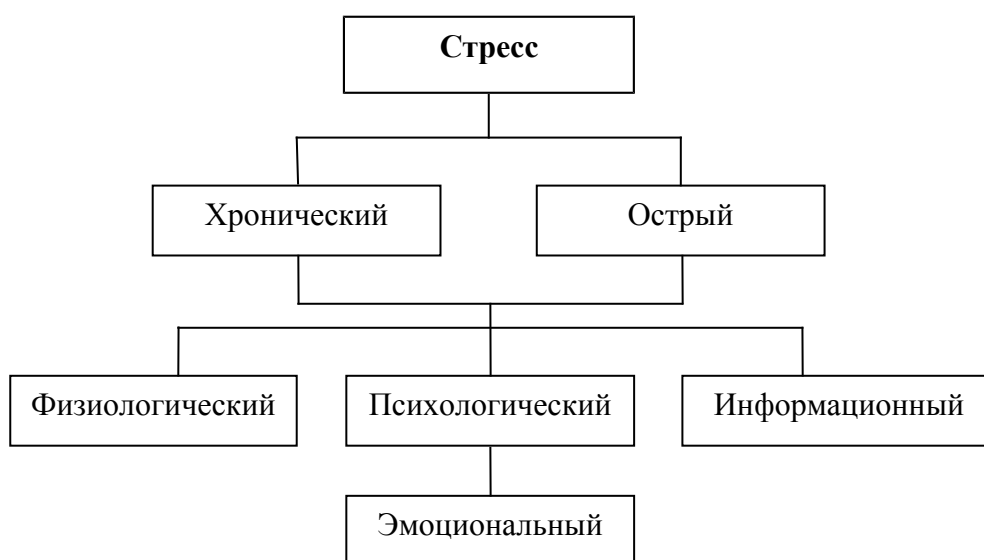 Стресс
Хронический
Острый
Физиологический
Психологический
Информационный
Эмоциональный